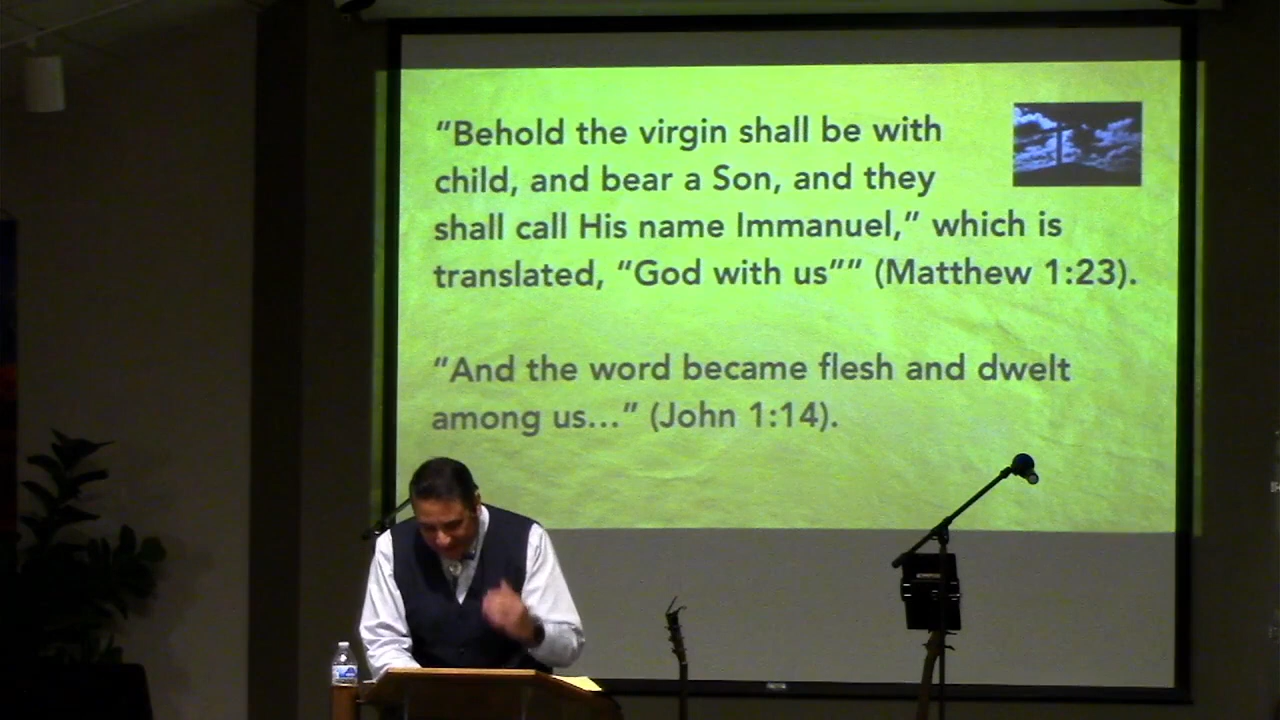 “Behold the virgin shall be with
child, and bear a Son, and they
shall call His name Immanuel,” which is
translated, “God with us”” (Matthew 1:23).
“And the word became flesh and dwelt
among us...” (John 1:14).